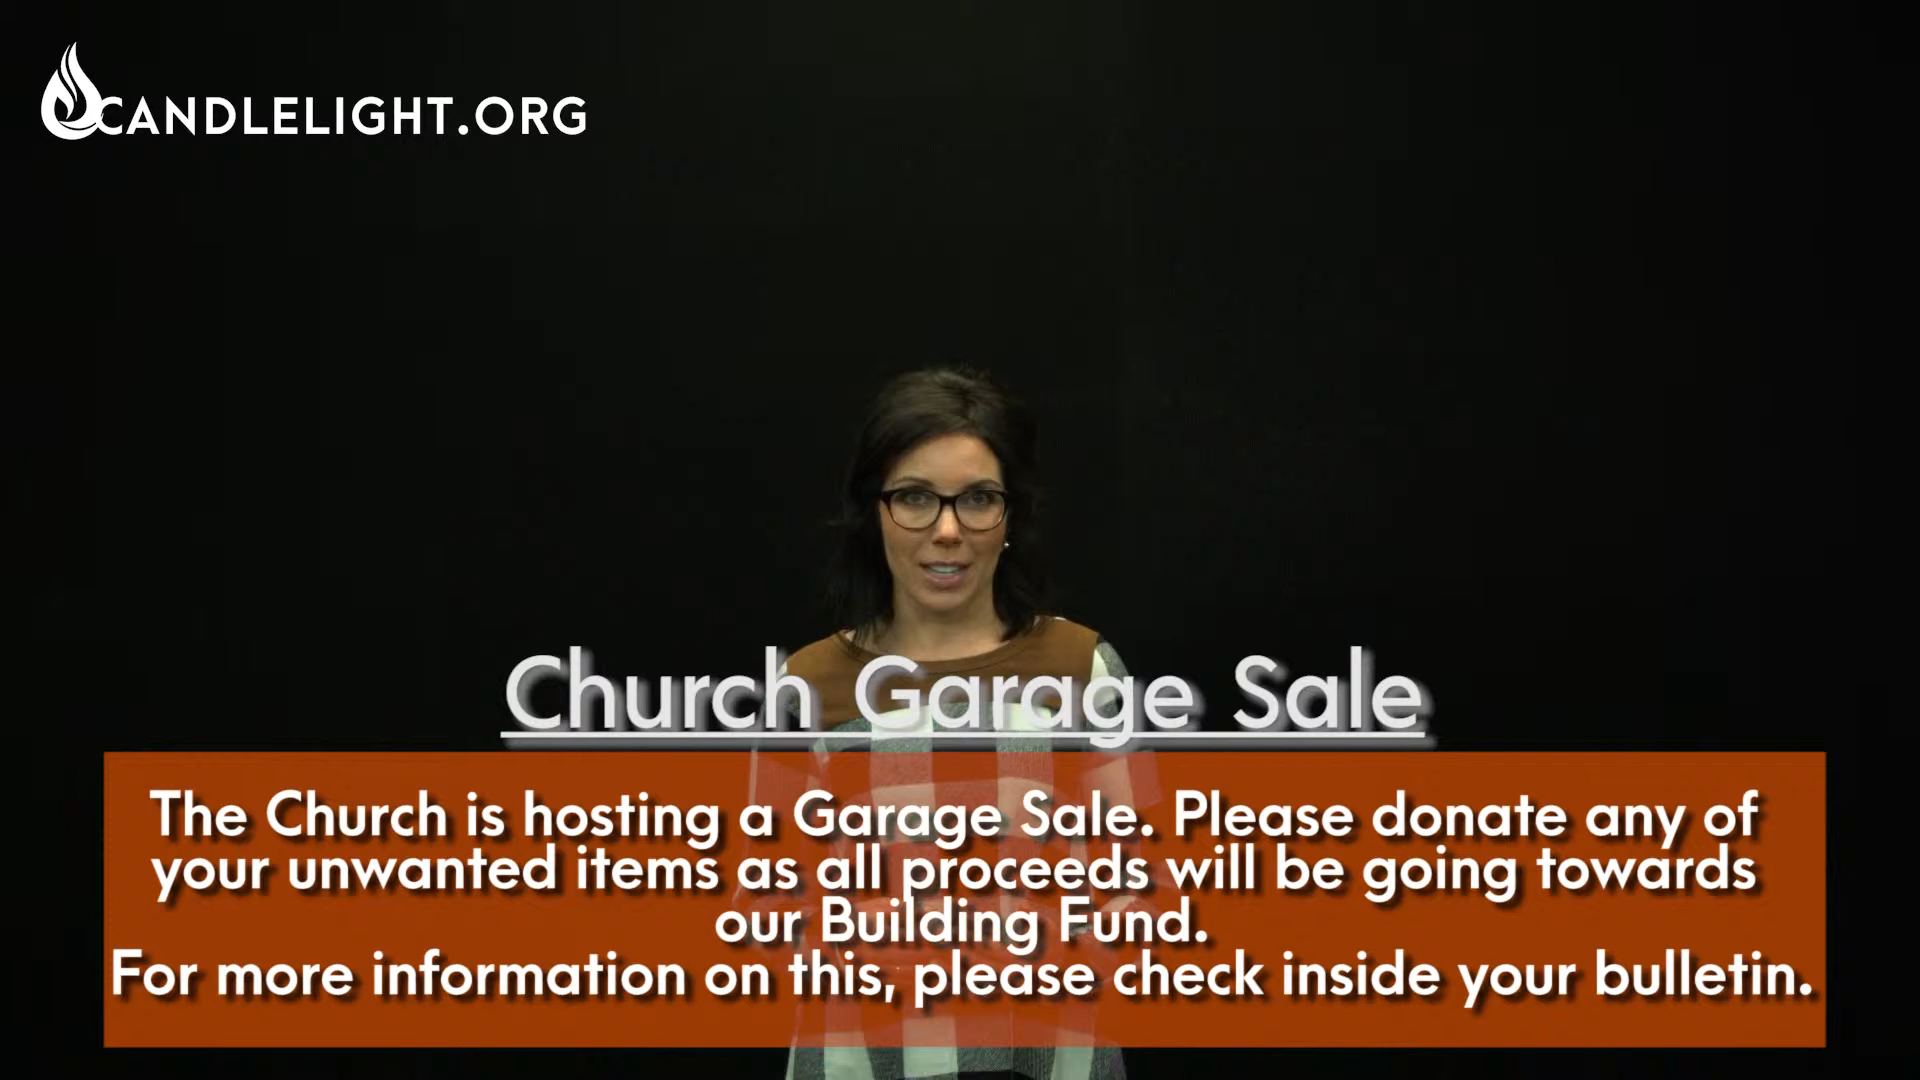 CANDLELIGHT.ORG
Church Garage Sale
The Church is hosting a Garage Sale. Please donate any of
your unwanted items as all proceeds will be going towards
our Building Fund.
For more information on this, please check inside your bulletin.